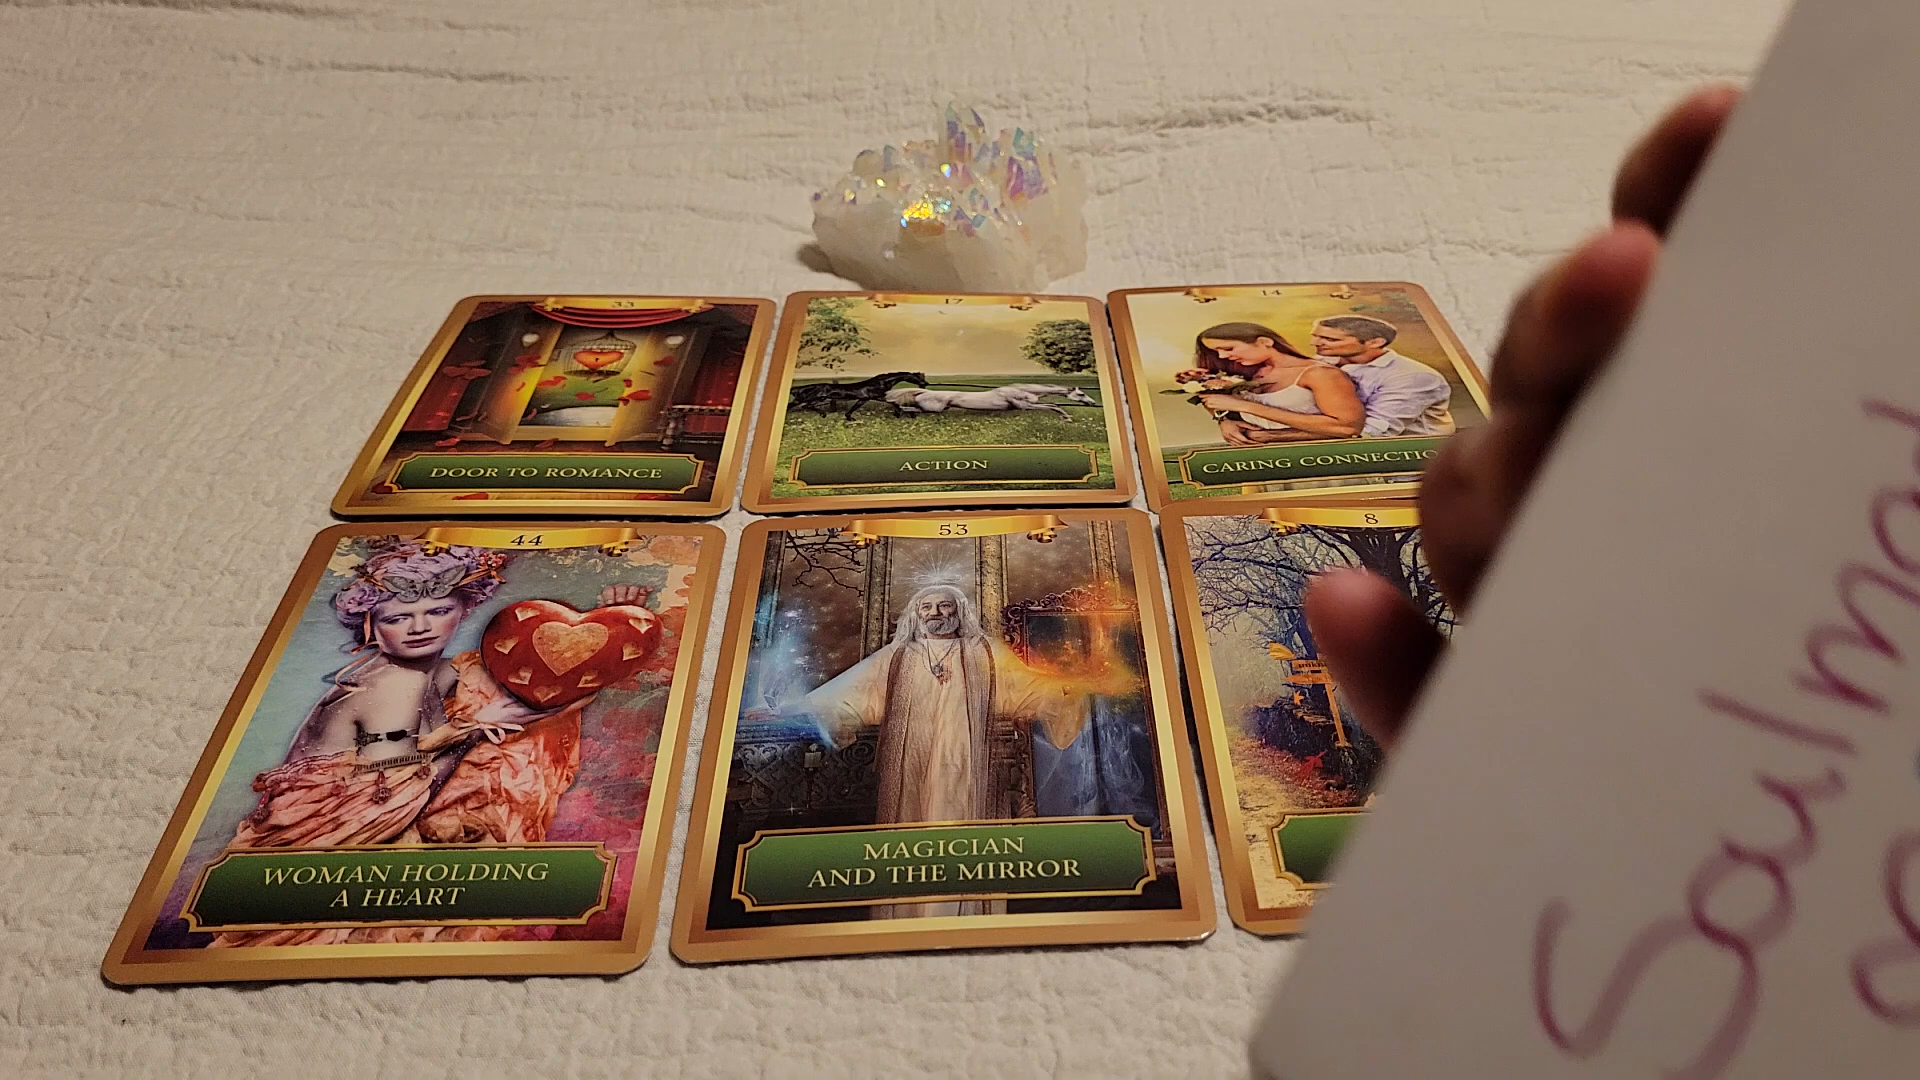 33
DOOR TO ROMANCE
17
ACTION
14
CARING CONNECTIO
44
WOMAN HOLDING
A HEART
53
MAGICIAN
AND THE MIRROR
8
Soulmat